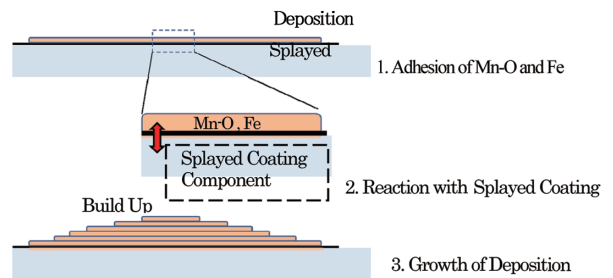 Deposition
Splayed
1. Adhesion of Mn-O and Fe
Mn-O , Fe
Splayed Coating
Component
2. Reaction with Splayed Coating
Build Up
3. Growth of Deposition